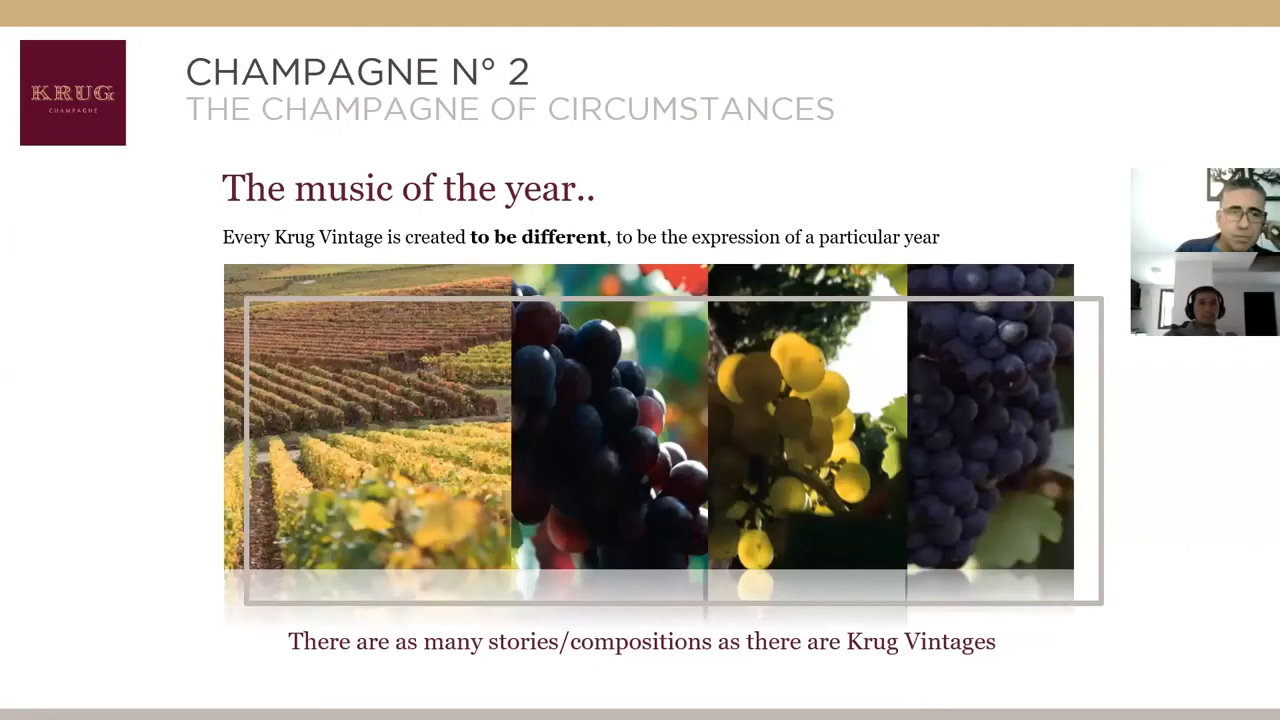 KRUG
CHAMPAGNE
CHAMPAGNE N° 2
THE CHAMPAGNE OF CIRCUMSTANCES
The music of the year..
Every Krug Vintage is created to be different, to be the expression of a particular year
There are as many stories/compositions as there are Krug Vintages